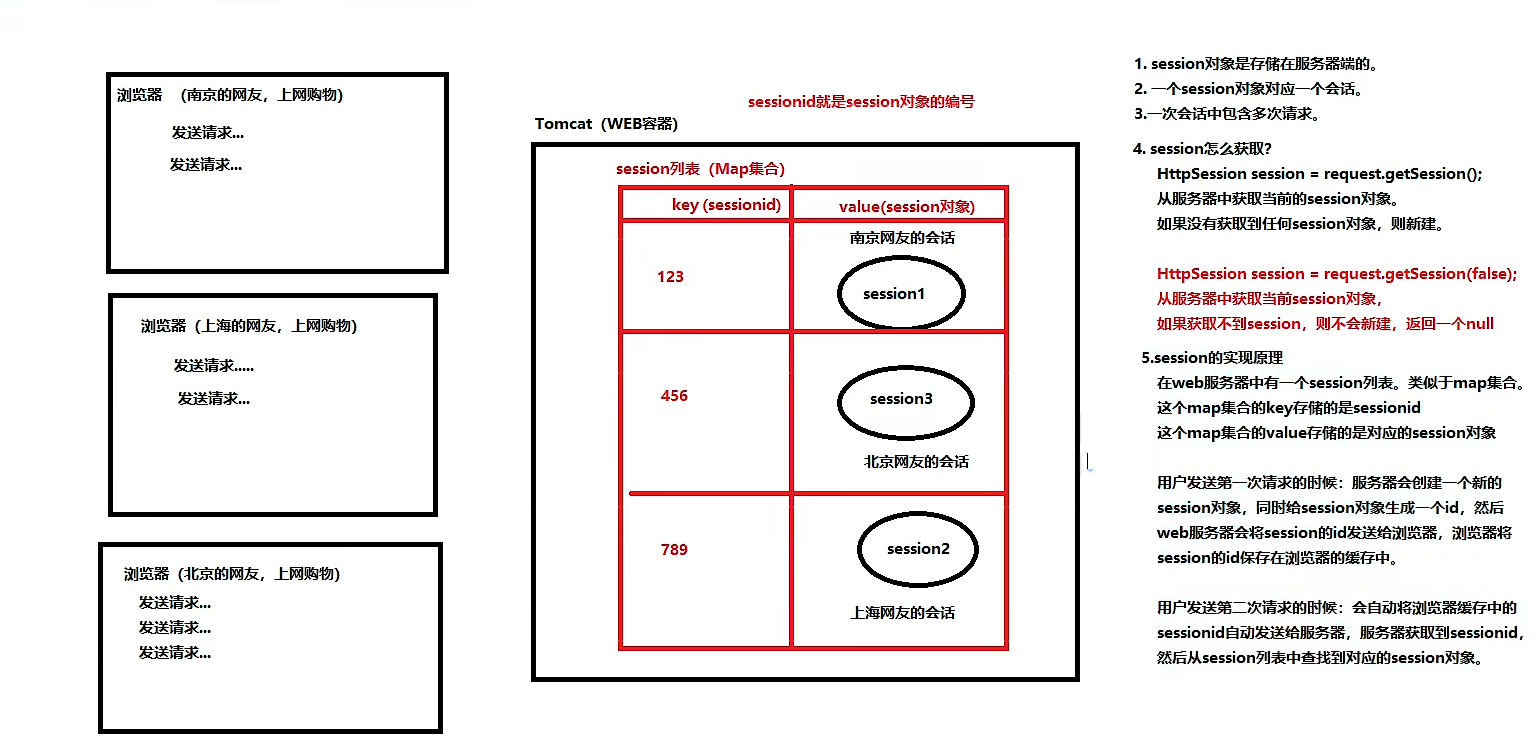 浏览器 （南京的网友，上网购物）
发送请求...
发送请求...
浏览器（上海的网友，上网购物）
发送请求.....
发送请求...
浏览器（北京的网友，上网购物）
发送请求...
发送请求...
发送请求...
sessionid就是session对象的编号
Tomcat（WEB容器）
session列表（Map集合）
key (sessionid)
value(session对象)
南京网友的会话
123
session1
456
session3
北京网友的会话
789
session2
上海网友的会话
1. session对象是存储在服务器端的。
2. 一个session对象对应一个会话。
3.一次会话中包含多次请求。
4. session怎么获取？
HttpSession session = request.getSession();
从服务器中获取当前的session对象。
如果没有获取到任何session对象，则新建。
HttpSession session = request.getSession(false);
从服务器中获取当前session对象，
如果获取不到session，则不会新建，返回一个null
5.session的实现原理
在web服务器中有一个session列表。类似于map集合。
这个map集合的key存储的是sessionid
这个map集合的value存储的是对应的session对象
用户发送第一次请求的时候：服务器会创建一个新的
session对象，同时给session对象生成一个id，然后
web服务器会将session的id发送给浏览器，浏览器将
session的id保存在浏览器的缓存中。
用户发送第二次请求的时候：会自动将浏览器缓存中的
sessionid自动发送给服务器，服务器获取到sessionid，
然后从session列表中查找到对应的session对象。